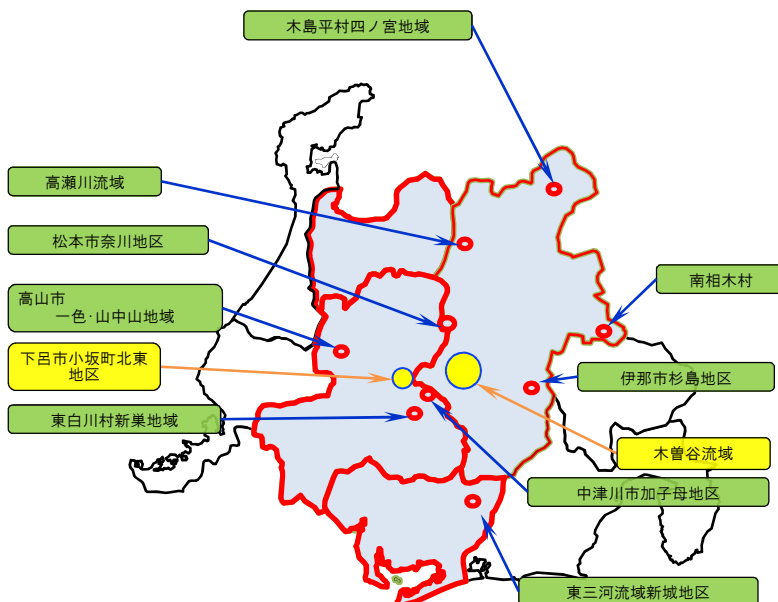 木島平村四ノ宮地域
高瀬川流域
松本市奈川地区
高山市
一色･山中山地域
下呂市小坂町北東
地区
東白川村新巣地域
南相木村
伊那市杉島地区
木曽谷流域
中津川市加子母地区
東三河流域新城地区